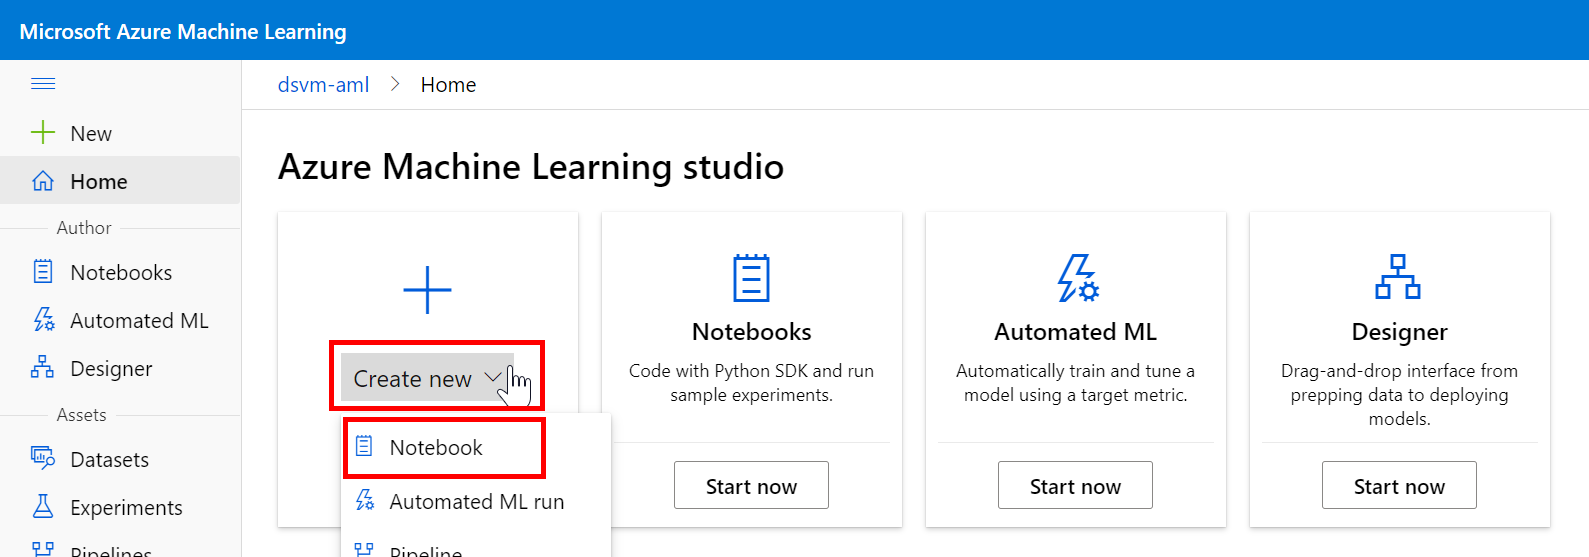 Microsoft Azure Machine Learning
dsvm-aml > Home
New
Home
Author
Notebooks
Automated ML
Designer
Assets
Datasets
Experiments
Pipelines
Azure Machine Learning studio
Create new
Notebook
Automated ML run
Pipeline
Notebooks
Code with Python SDK and run
sample experiments.
Start now
Automated ML
Automatically train and tune a
model using a target metric.
Start now
Designer
Drag-and-drop interface from
prepping data to deploying
models.
Start now